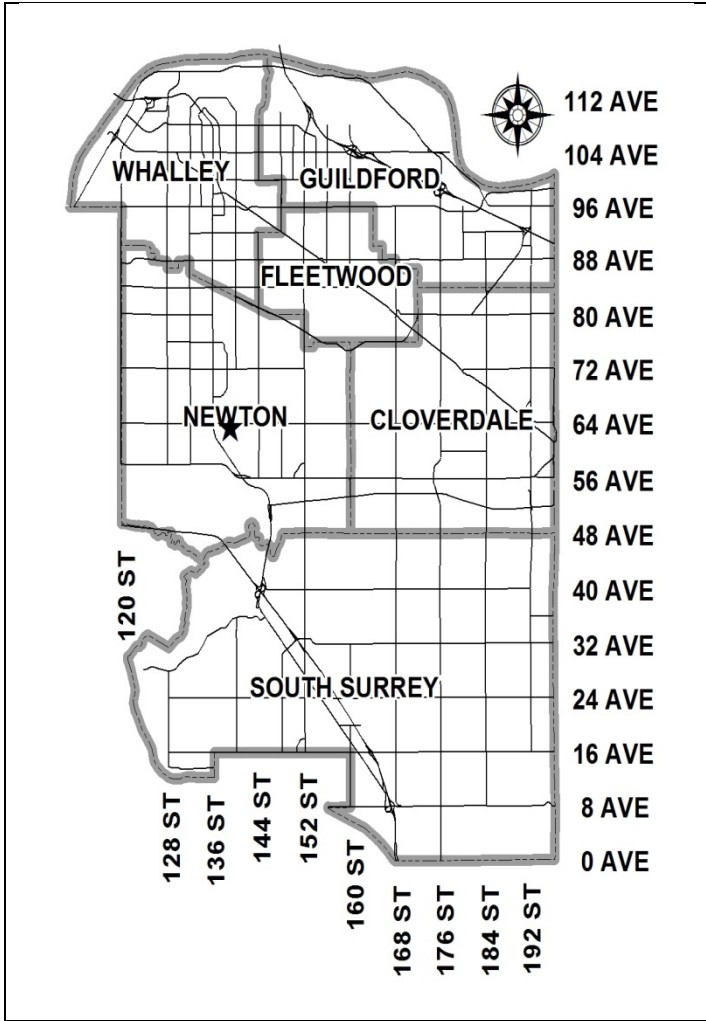 112 AVE
104 AVE
WHALLEY
GUILDFORD
96 AVE
88 AVE
FLEETWOOD
80 AVE
72 AVE
NEWTON
CLOVERDALE
64 AVE
56 AVE
48 AVE
120 ST
40 AVE
32 AVE
SOUTH SURREY
24 AVE
16 AVE
128 ST
136 ST
144 ST
152 ST
8 AVE
160 ST
0 AVE
168 ST
176 ST
184 ST
192 ST